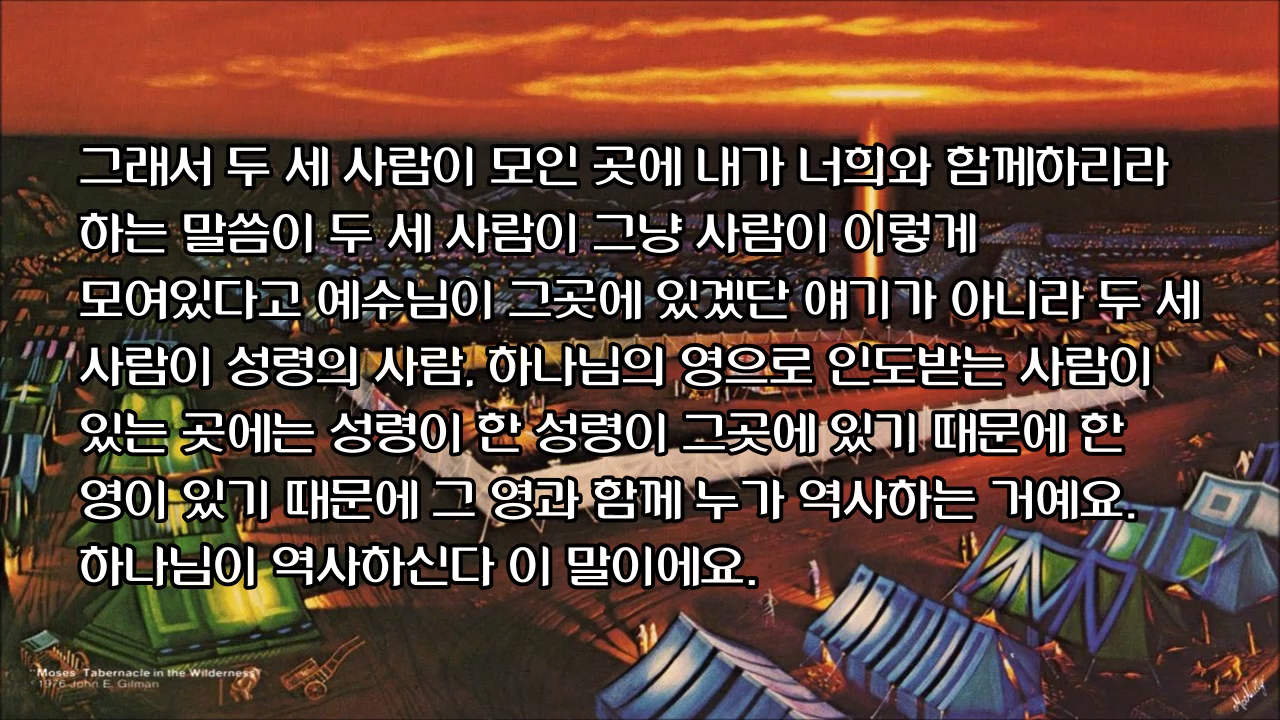 그래서 두 세 사람이 모인 곳에 내가 너희와 함께하리라
하는 말씀이 두 세 사람이 그냥 사람이 이렇게
모여있다고 예수님이 그곳에 있겠단 얘기가 아니라 두 세
사람이 성령의 사람, 하나님의 영으로 인도받는 사람이
있는 곳에는 성령이 한 성령이 그곳에 있기 때문에 한
영이 있기 때문에 그 영과 함께 누가 역사하는 거예요.
하나님이 역사하신다 이 말이에요.
"Moses' Tabernacle in the Wilderness"
1976 John E. Gilman